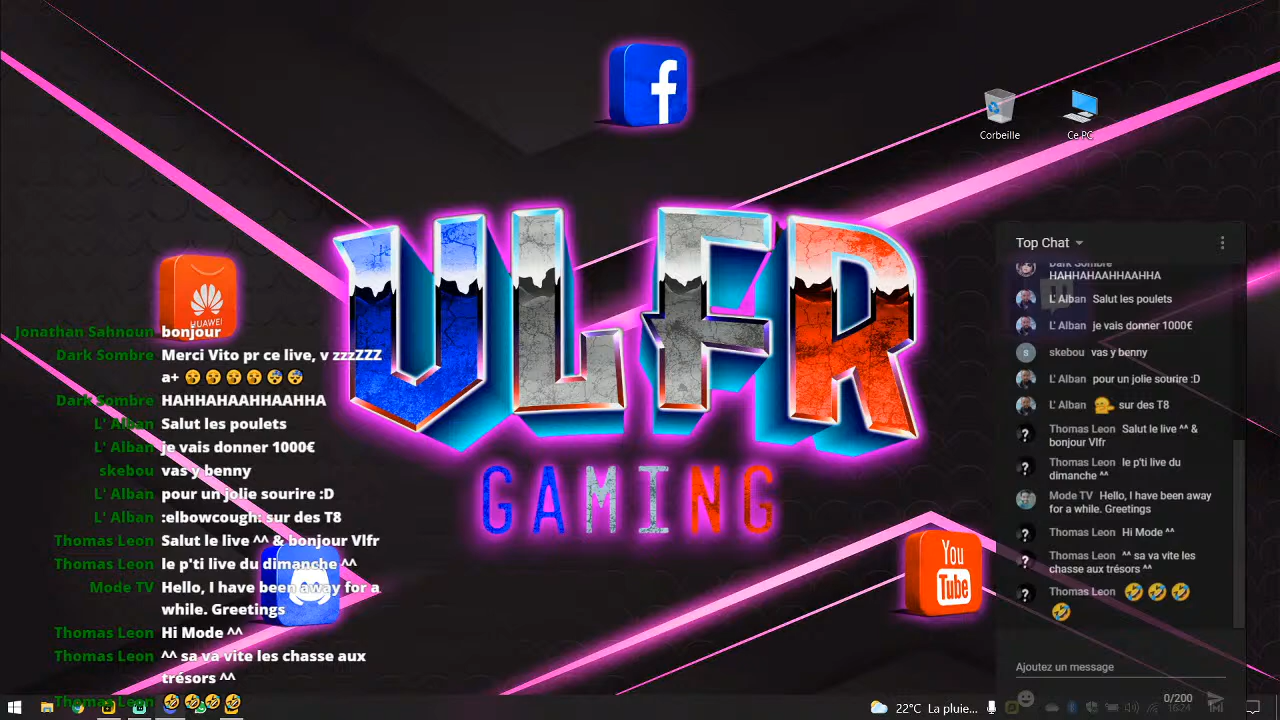 Corbeille
Ce PC
VLFR
GAMING
HUAWEI
You
Tube
Jonathan Sahnoun bonjour
Dark Sombre Merci Vito pr ce live, v zzzZZZ
a+ 😚😚😚😚😴😴
Dark Sombre HAHHAHAAHHAAHHA
L' Alban Salut les poulets
L' Alban je vais donner 1000€
skebou vas y benny
L' Alban pour un jolie sourire :D
L' Alban :elbowcough: sur des T8
Thomas Leon Salut le live ^^ & bonjour Vlfr
Thomas Leon le p'ti live du dimanche ^^
Mode TV Hello, I have been away for a
while. Greetings
Thomas Leon Hi Mode ^^
Thomas Leon ^^ sa va vite les chasse aux
trésors ^^
Thomas Leon 🤣🤣🤣🤣
Top Chat
Dark Sombre
HAHHAHAAHHAAHHA
L' Alban Salut les poulets
L' Alban je vais donner 1000€
s skebou vas y benny
L' Alban pour un jolie sourire :D
L' Alban sur des T8
Thomas Leon Salut le live ^^ &
bonjour Vlfr
Thomas Leon le p'ti live du
dimanche ^^
Mode TV Hello, I have been away
for a while. Greetings
Thomas Leon Hi Mode ^^
Thomas Leon ^^ sa va vite les
chasse aux trésors ^^
Thomas Leon 🤣🤣🤣
🤣
Ajoutez un message
0/200
22°C La pluie...
16:24